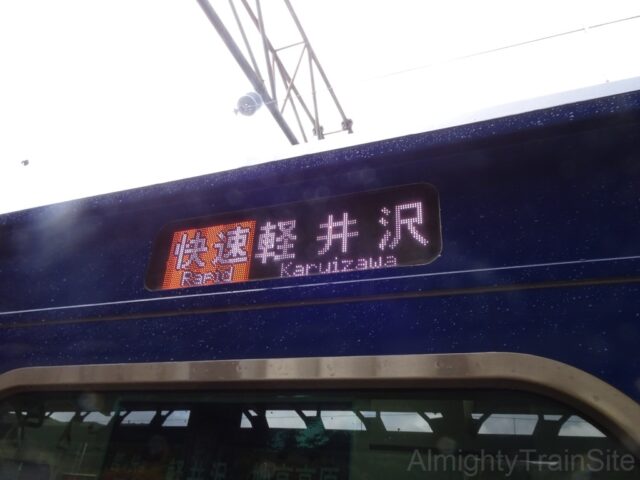 快速 軽井沢
Rapid Karuizawa
AlmightyTrainSite